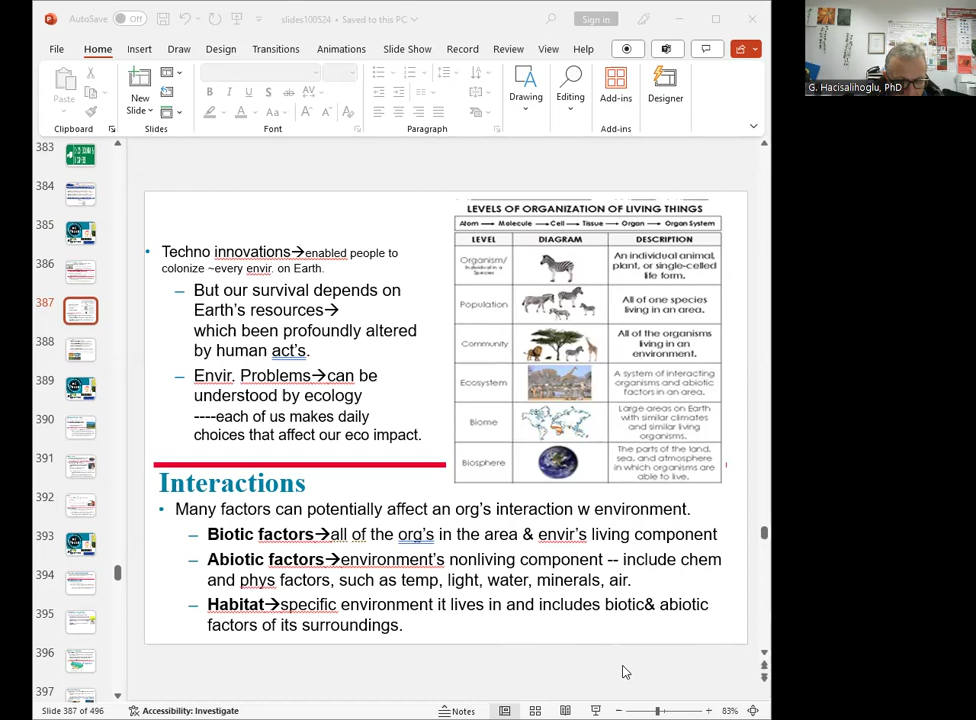 AutoSave Off slides100524 • Saved to this PC Sign in
File Home Insert Draw Design Transitions Animations Slide Show Record Review View Help
Paste New Slide Drawing Editing Add-ins Designer
B I U S ab AV
A Aa A A
Clipboard Slides Font Paragraph Add-ins
G. Hacisalihoglu, PhD
383
384
385
386
387
388
389
390
391
392
393
394
395
396
397
• Techno innovations→enabled people to
colonize ~every envir. on Earth.
– But our survival depends on
Earth's resources→
which been profoundly altered
by human act's.
– Envir. Problems→can be
understood by ecology
----each of us makes daily
choices that affect our eco impact.
LEVELS OF ORGANIZATION OF LIVING THINGS
Atom → Molecule → Cell → Tissue → Organ → Organ System
LEVEL DIAGRAM DESCRIPTION
Organism/
Individual in a
Species
An individual animal,
plant, or single-celled
life form.
Population
All of one species
living in an area.
Community
All of the organisms
living in an
environment.
Ecosystem
A system of interacting
organisms and abiotic
factors in an area.
Biome
Large areas on Earth
with similar climates
and similar living
organisms.
Biosphere
The parts of the land,
sea, and atmosphere
in which organisms are
able to live.
Interactions
• Many factors can potentially affect an org's interaction w environment.
– Biotic factors→all of the org's in the area & envir's living component
– Abiotic factors→environment's nonliving component -- include chem
and phys factors, such as temp, light, water, minerals, air.
– Habitat→specific environment it lives in and includes biotic& abiotic
factors of its surroundings.
Slide 387 of 496 Accessibility: Investigate Notes 83%